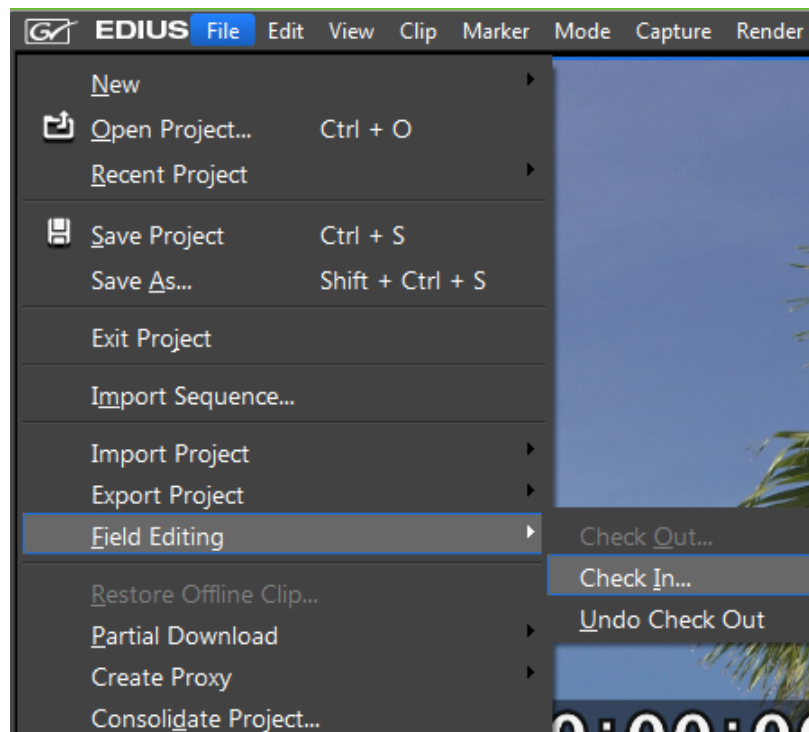 GV EDIUS File Edit View Clip Marker Mode Capture Render
New
Open Project... Ctrl + O
Recent Project
Save Project Ctrl + S
Save As... Shift + Ctrl + S
Exit Project
Import Sequence...
Import Project
Export Project
Field Editing
Check Out...
Check In...
Undo Check Out
Restore Offline Clip...
Partial Download
Create Proxy
Consolidate Project...